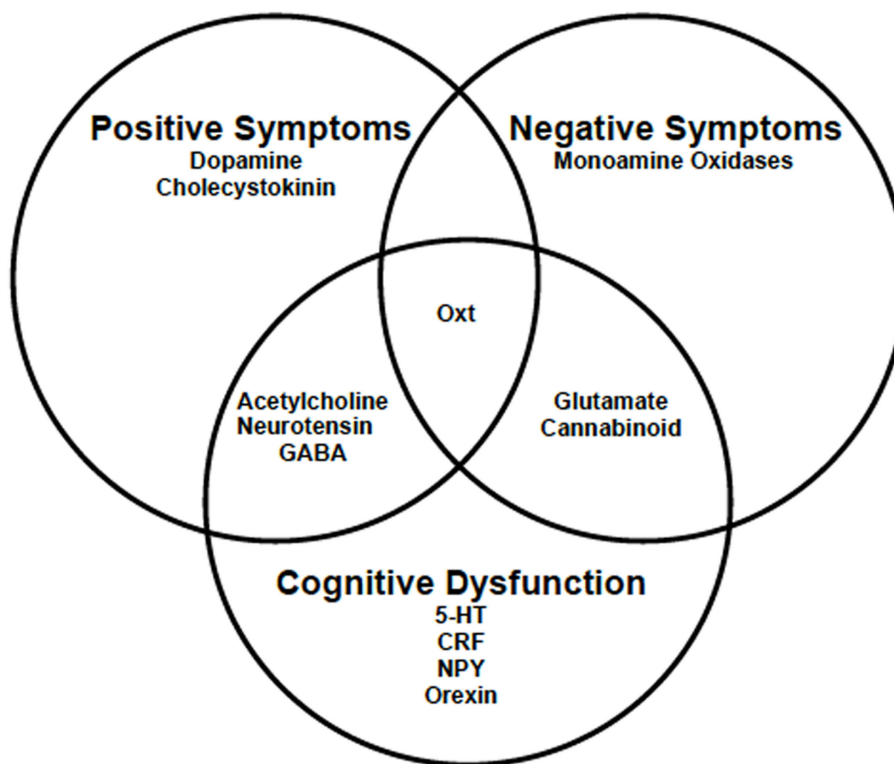 Positive Symptoms
Dopamine
Cholecystokinin
Negative Symptoms
Monoamine Oxidases
Oxt
Acetylcholine
Neurotensin
GABA
Glutamate
Cannabinoid
Cognitive Dysfunction
5-HT
CRF
NPY
Orexin